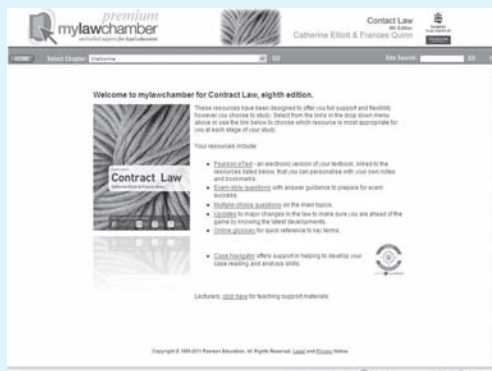 premium
mylawchamber
unrivalled support for legal education
Contract Law
8th Edition
Catherine Elliott & Frances Quinn
HOME Select Chapter: Welcome GO Site Search: GO
Welcome to mylawchamber for Contract Law, eighth edition.
These resources have been designed to offer you full support and flexibility
however you choose to study. Select from the links in the drop down menu
above or use the link below to choose which resource is most appropriate for
you at each stage of your study.
Your resources include:
Pearson eText - an electronic version of your textbook, linked to the
resources listed below, that you can personalise with your own notes
and bookmarks.
Exam-style questions with answer guidance to prepare for exam
success.
Multiple-choice questions on the main topics.
Updates to major changes in the law to make sure you are ahead of the
game by knowing the latest developments.
Online glossary for quick reference to key terms.
Case Navigator offers support in helping to develop your
case reading and analysis skills.
Contract Law
Catherine Elliott & Frances Quinn
Lecturers, click here for teaching support materials
Copyright © 1995-2011 Pearson Education. All Rights Reserved. Legal and Privacy Notice